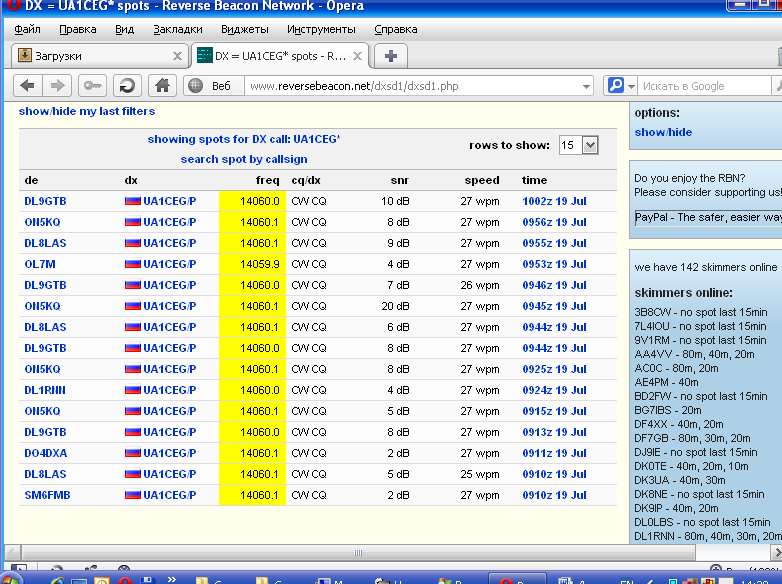 DX = UA1CEG* spots - Reverse Beacon Network - Opera
Файл Правка Вид Закладки Виджеты Инструменты Справка
Загрузки
DX = UA1CEG* spots - R...
Веб www.reversebeacon.net/dxsd1/dxsd1.php
Искать в Google
show/hide my last filters
showing spots for DX call: UA1CEG*
search spot by callsign
rows to show: 15
de dx freq cq/dx snr speed time
DL9GTB UA1CEG/P 14060.0 CW CQ 10 dB 27 wpm 1002z 19 Jul
ON5KQ UA1CEG/P 14060.1 CW CQ 8 dB 27 wpm 0956z 19 Jul
DL8LAS UA1CEG/P 14060.1 CW CQ 9 dB 27 wpm 0955z 19 Jul
OL7M UA1CEG/P 14059.9 CW CQ 4 dB 27 wpm 0953z 19 Jul
DL9GTB UA1CEG/P 14060.0 CW CQ 7 dB 26 wpm 0946z 19 Jul
ON5KQ UA1CEG/P 14060.1 CW CQ 20 dB 27 wpm 0945z 19 Jul
DL8LAS UA1CEG/P 14060.1 CW CQ 6 dB 27 wpm 0944z 19 Jul
DL9GTB UA1CEG/P 14060.0 CW CQ 8 dB 27 wpm 0944z 19 Jul
ON5KQ UA1CEG/P 14060.1 CW CQ 8 dB 27 wpm 0925z 19 Jul
DL1RNN UA1CEG/P 14060.0 CW CQ 4 dB 27 wpm 0924z 19 Jul
ON5KQ UA1CEG/P 14060.1 CW CQ 5 dB 27 wpm 0915z 19 Jul
DL9GTB UA1CEG/P 14060.0 CW CQ 8 dB 27 wpm 0913z 19 Jul
DO4DXA UA1CEG/P 14060.1 CW CQ 2 dB 27 wpm 0911z 19 Jul
DL8LAS UA1CEG/P 14060.1 CW CQ 5 dB 25 wpm 0910z 19 Jul
SM6FMB UA1CEG/P 14060.1 CW CQ 2 dB 27 wpm 0910z 19 Jul
options:
show/hide
Do you enjoy the RBN?
Please consider supporting us!
PayPal - The safer, easier way
we have 142 skimmers online
skimmers online:
3B8CW - no spot last 15min
7L4IOU - no spot last 15min
9V1RM - no spot last 15min
AA4VV - 80m, 40m, 20m
AC0C - 80m, 20m
AE4PM - 40m
BD2FW - no spot last 15min
BG7IBS - 20m
DF4XX - 40m, 20m
DF7GB - 80m, 30m, 20m
DJ9IE - no spot last 15min
DK0TE - 40m, 20m, 10m
DK3UA - 40m, 30m
DK8NE - no spot last 15min
DK9IP - 40m, 20m
DL0LBS - no spot last 15min
DL1RNN - 80m, 40m, 30m, 20m